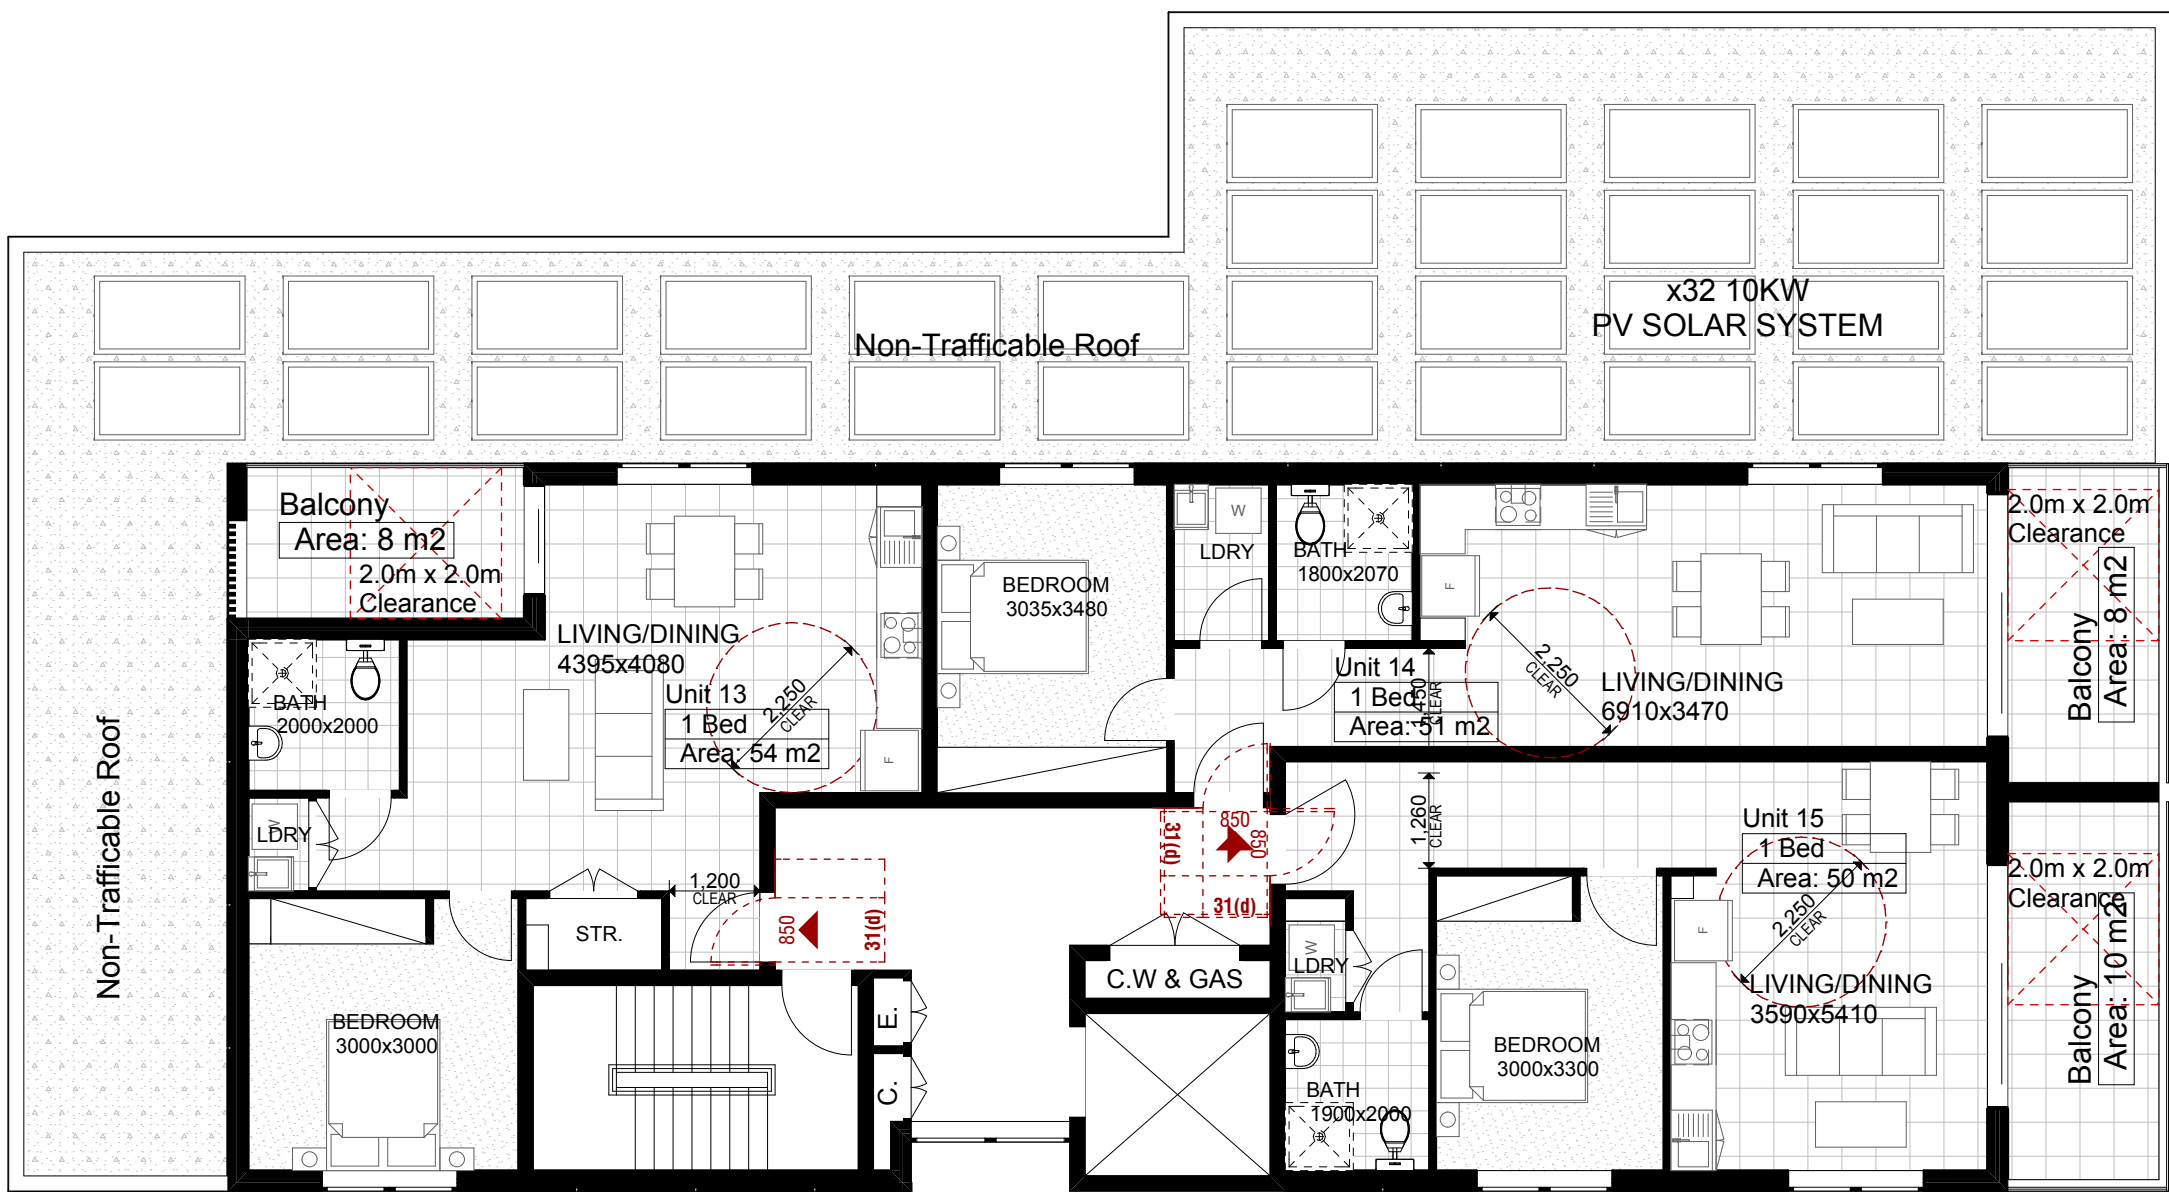 x32 10KW
PV SOLAR SYSTEM
Non-Trafficable Roof
Non-Trafficable Roof
Balcony
Area: 8 m2
2.0m x 2.0m
Clearance
LIVING/DINING
4395x4080
Unit 13
1 Bed
Area: 54 m2
2,250
CLEAR
F
BATH
2000x2000
W
LDRY
1,200
CLEAR
STR.
850
31(d)
BEDROOM
3000x3000
E.
C.
C.W & GAS
BEDROOM
3035x3480
W
LDRY
BATH
1800x2070
F
Unit 14
1 Bed
Area: 51 m2
1,450
CLEAR
2,250
CLEAR
LIVING/DINING
6910x3470
2.0m x 2.0m
Clearance
Balcony
Area: 8 m2
31(d)
850
850
31(d)
1,260
CLEAR
Unit 15
1 Bed
Area: 50 m2
2,250
CLEAR
F
LIVING/DINING
3590x5410
W
LDRY
BATH
1900x2000
BEDROOM
3000x3300
2.0m x 2.0m
Clearance
Balcony
Area: 10 m2